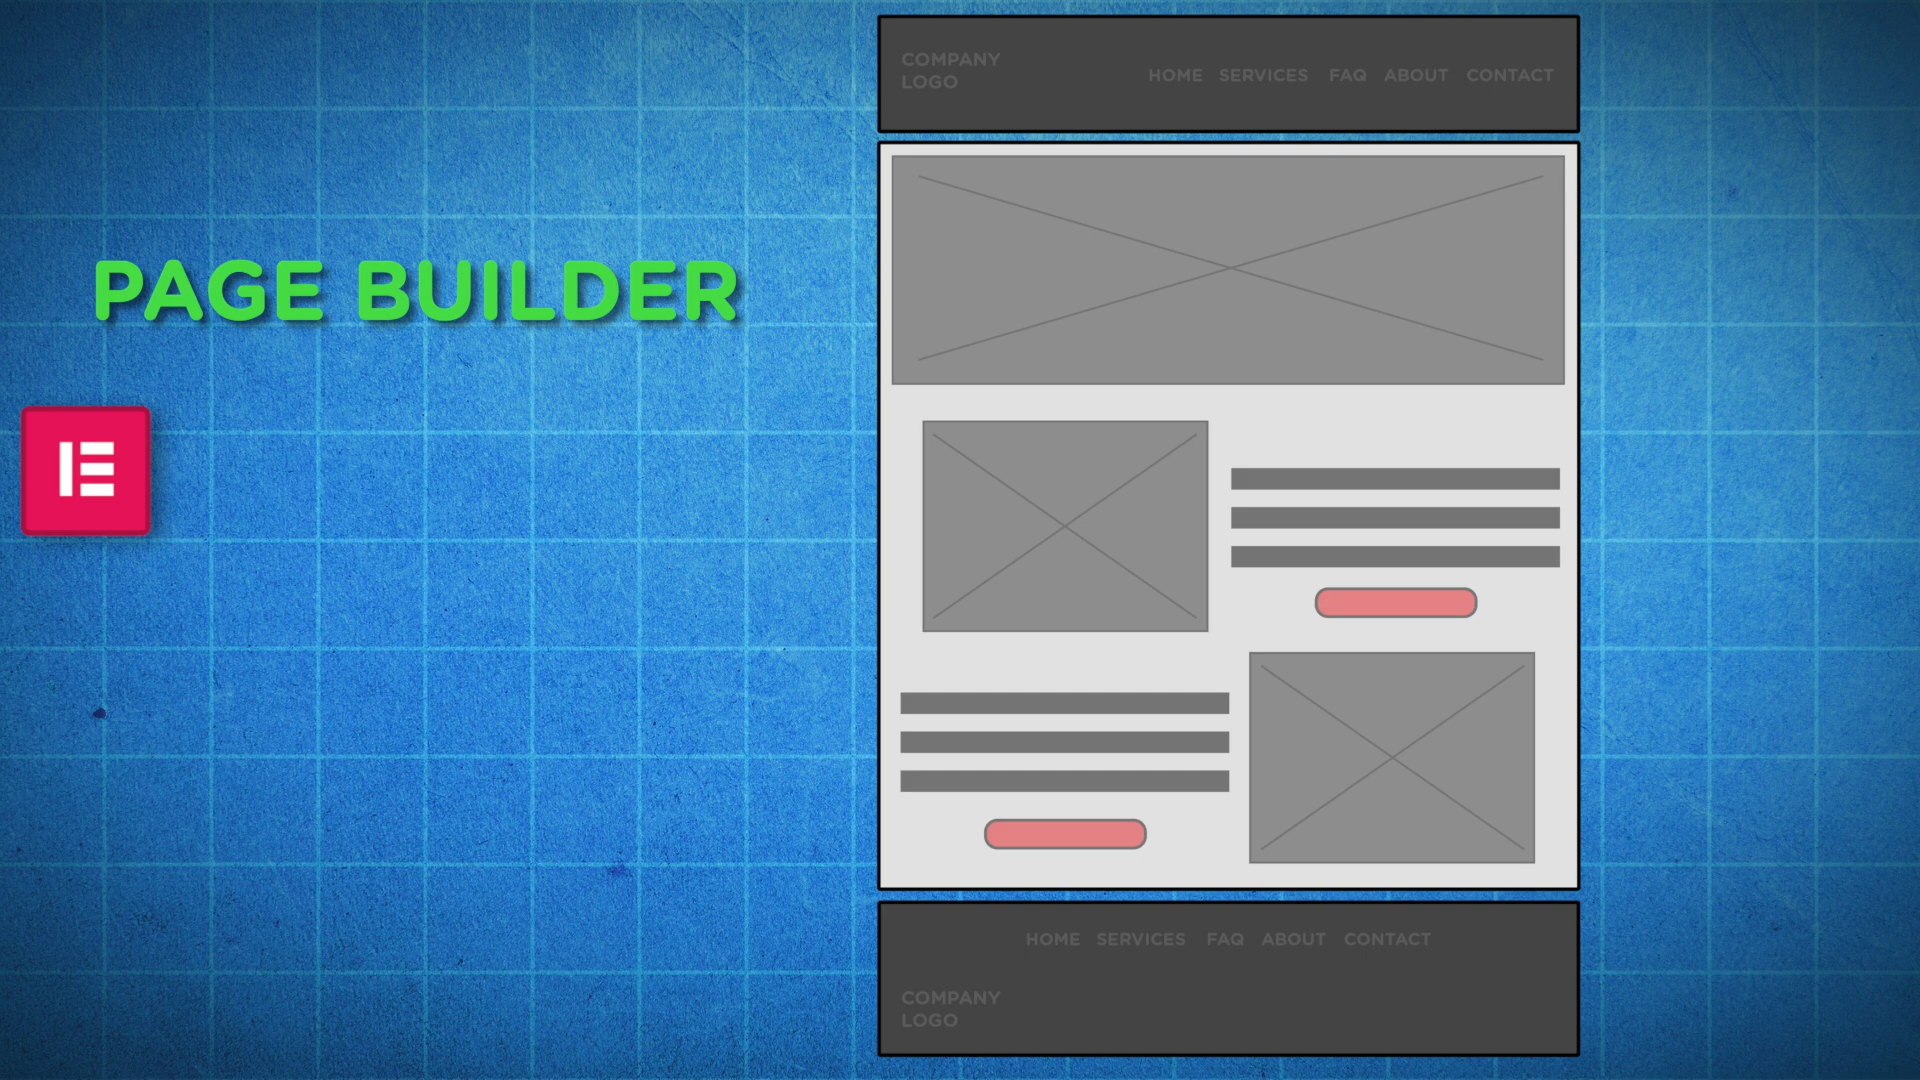 COMPANY
LOGO
HOME SERVICES FAQ ABOUT CONTACT
PAGE BUILDER
HOME SERVICES FAQ ABOUT CONTACT
COMPANY
LOGO